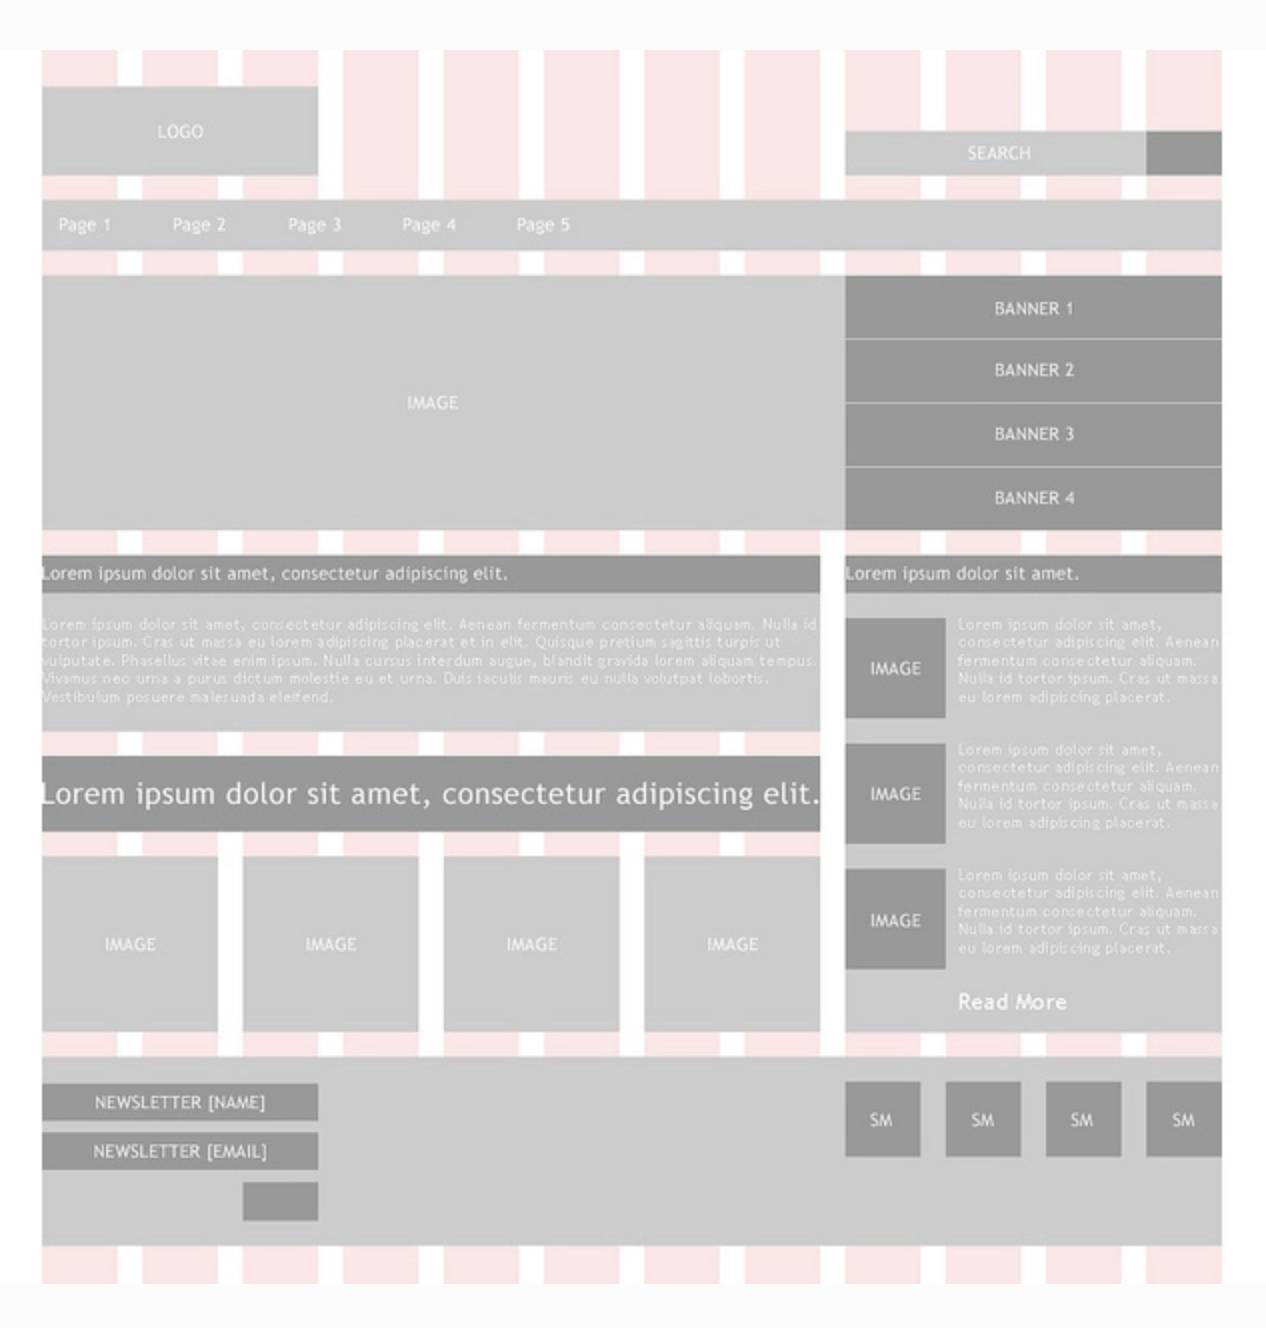 LOGO
SEARCH
Page 1 Page 2 Page 3 Page 4 Page 5
IMAGE
BANNER 1
BANNER 2
BANNER 3
BANNER 4
Lorem ipsum dolor sit amet, consectetur adipiscing elit.
Lorem ipsum dolor sit amet, consectetur adipiscing elit. Aenean fermentum consectetur aliquam. Nulla id
tortor ipsum. Cras ut massa eu lorem adipiscing placerat et in elit. Quisque pretium sagittis turpis ut
vulputate. Phasellus vitae enim ipsum. Nulla cursus interdum augue, blandit gravida lorem aliquam tempus.
Vivamus nec urna a purus dictum molestie eu et urna. Duis iaculis mauris eu nulla volutpat lobortis.
Vestibulum posuere malesuada eleifend.
Lorem ipsum dolor sit amet, consectetur adipiscing elit.
IMAGE IMAGE IMAGE IMAGE
Lorem ipsum dolor sit amet.
IMAGE
Lorem ipsum dolor sit amet,
consectetur adipiscing elit. Aenean
fermentum consectetur aliquam.
Nulla id tortor ipsum. Cras ut massa
eu lorem adipiscing placerat.
IMAGE
Lorem ipsum dolor sit amet,
consectetur adipiscing elit. Aenean
fermentum consectetur aliquam.
Nulla id tortor ipsum. Cras ut massa
eu lorem adipiscing placerat.
IMAGE
Lorem ipsum dolor sit amet,
consectetur adipiscing elit. Aenean
fermentum consectetur aliquam.
Nulla id tortor ipsum. Cras ut massa
eu lorem adipiscing placerat.
Read More
NEWSLETTER [NAME]
NEWSLETTER [EMAIL]
SM SM SM SM